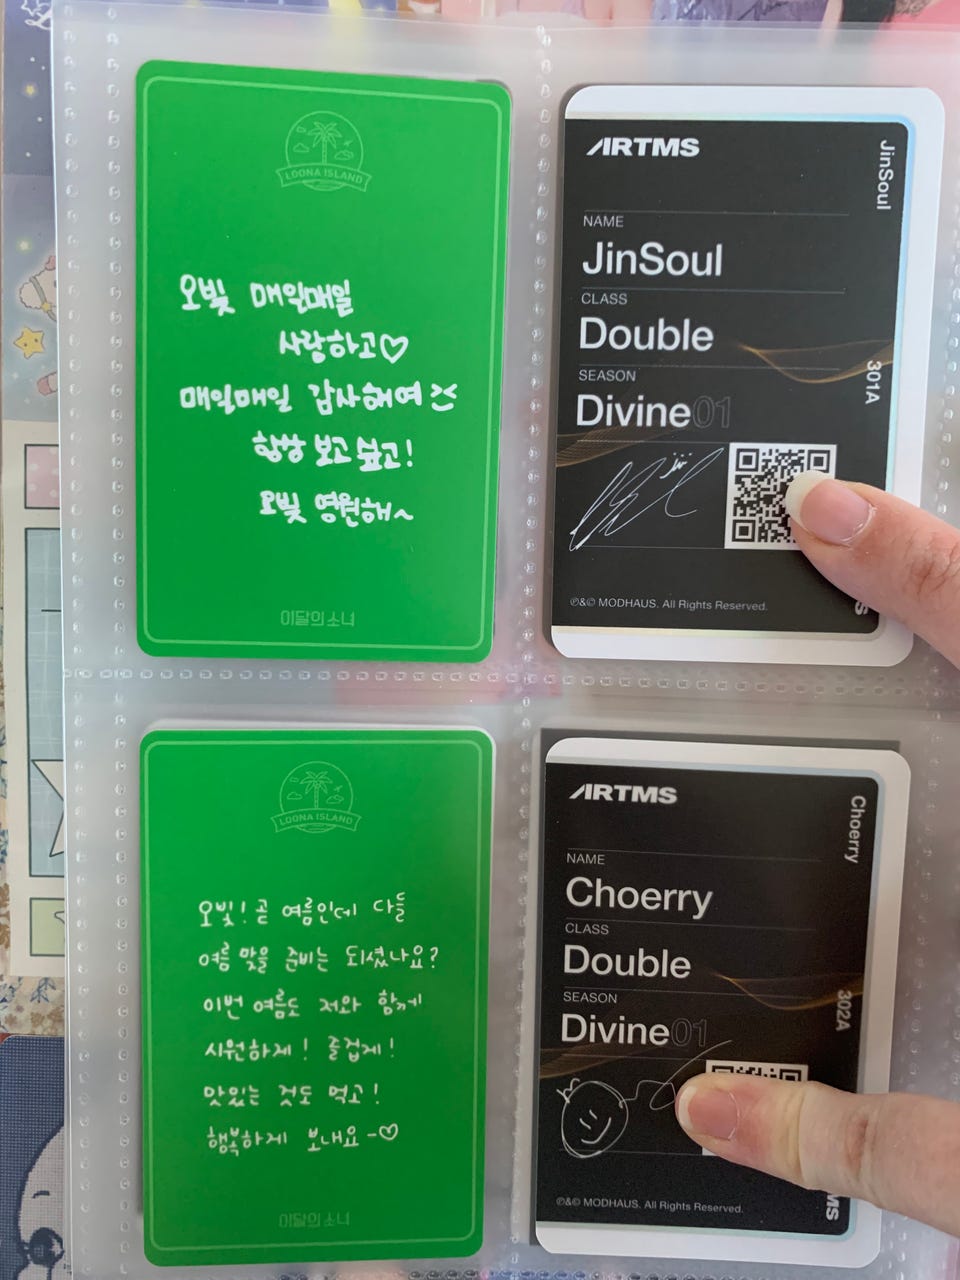 LOONA ISLAND
오빛 매일매일
사랑하고♡
매일매일 감사해여><
항상 보고 싶고!
오빛 영원해~
이달의 소녀
ARTMS
JinSoul
NAME
JinSoul
CLASS
Double
SEASON
Divine01
301A
℗&© MODHAUS. All Rights Reserved.
LOONA ISLAND
오빛! 곧 여름인데 다들
여름 맞을 준비는 되셨나요?
이번 여름도 저와 함께
시원하게! 즐겁게!
맛있는 것도 먹고!
행복하게 보내요-♡
이달의 소녀
ARTMS
Choerry
NAME
Choerry
CLASS
Double
SEASON
Divine01
302A
℗&© MODHAUS. All Rights Reserved.